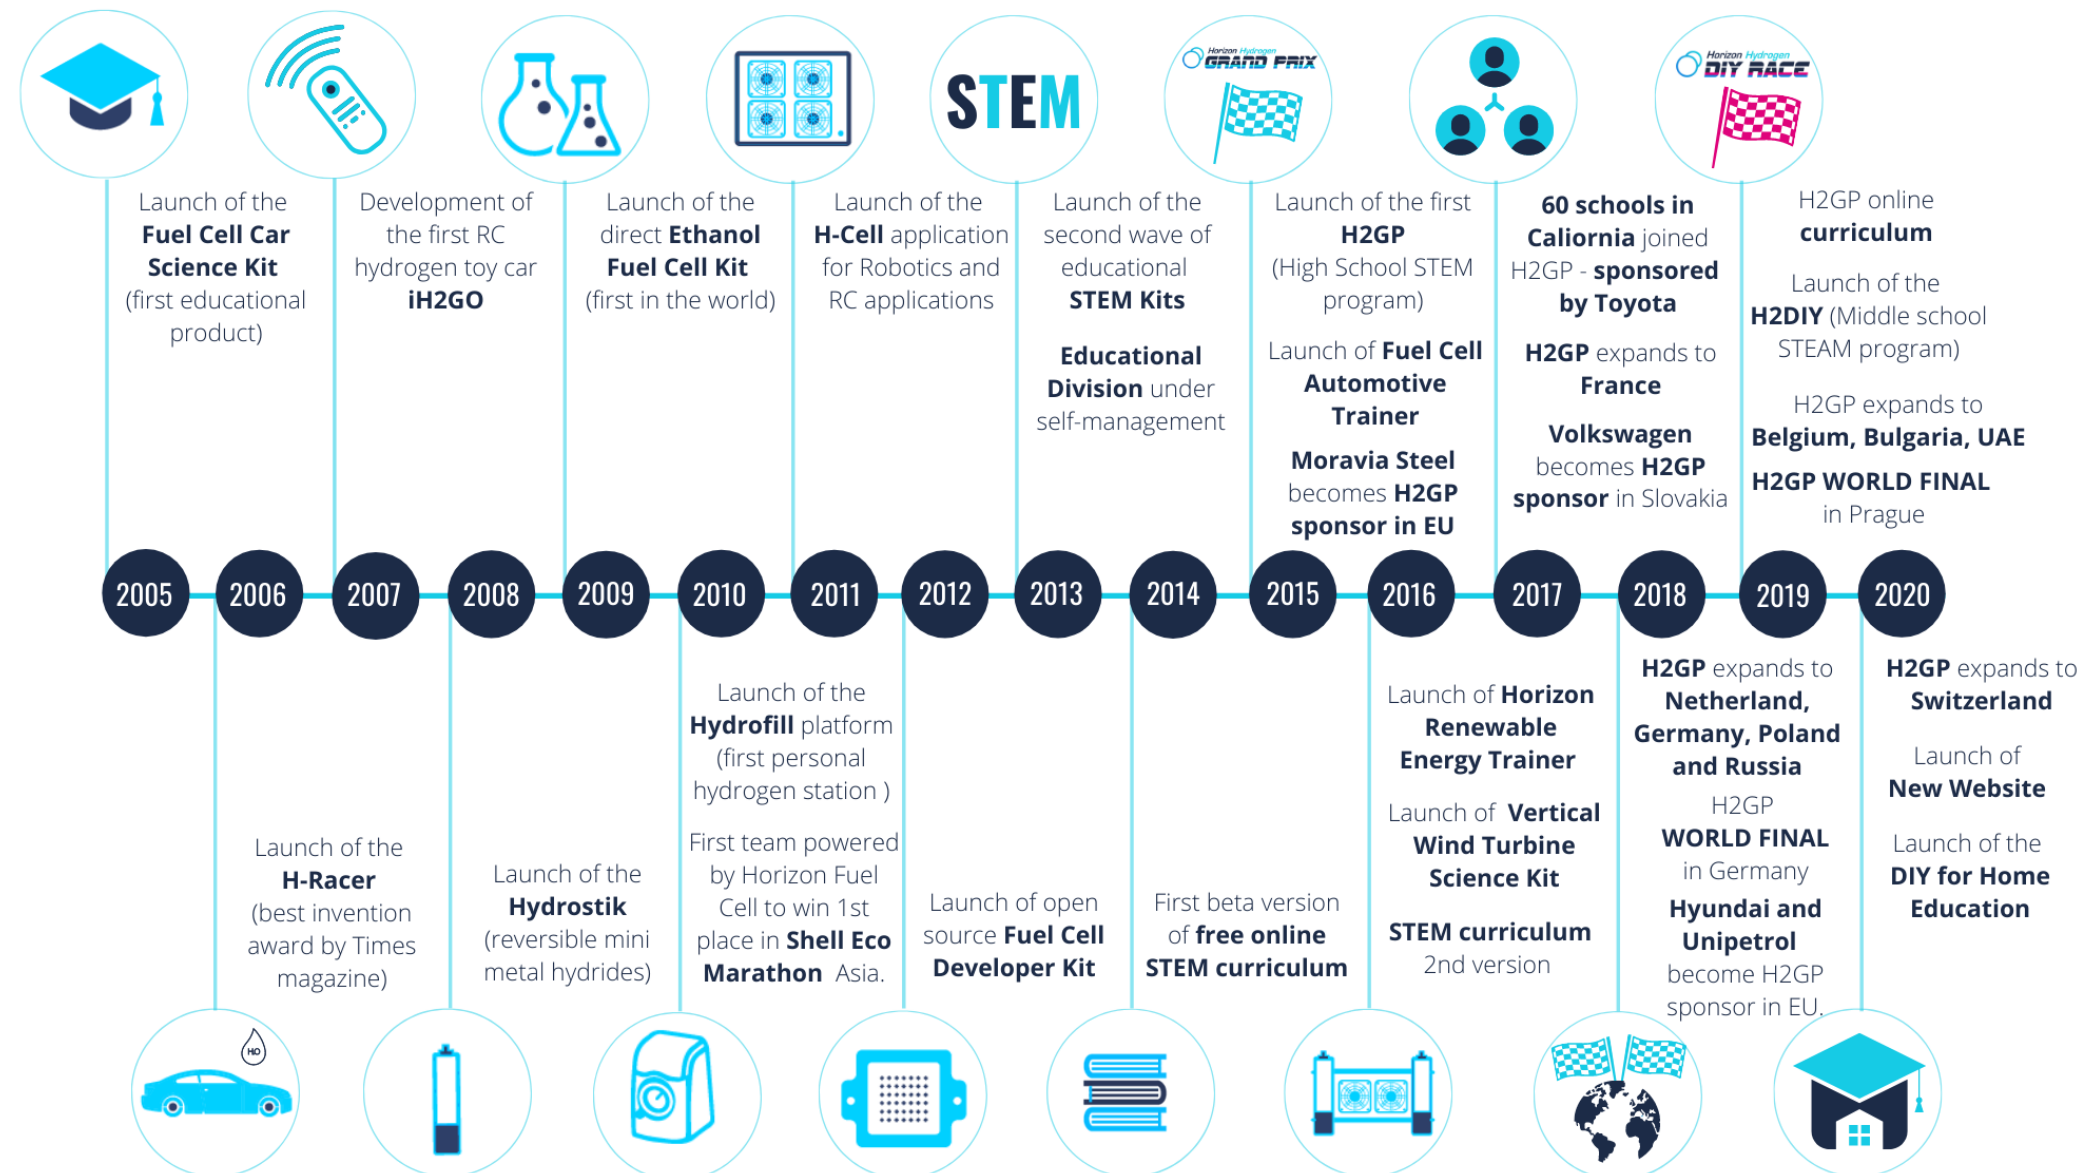 Horizon Hydrogen
GRAND PRIX
Horizon Hydrogen
DIY RACE
STEM
Launch of the
Fuel Cell Car
Science Kit
(first educational
product)
Development of
the first RC
hydrogen toy car
iH2GO
Launch of the
direct Ethanol
Fuel Cell Kit
(first in the world)
Launch of the
H-Cell application
for Robotics and
RC applications
Launch of the
second wave of
educational
STEM Kits
Educational
Division under
self-management
Launch of the first
H2GP
(High School STEM
program)
Launch of Fuel Cell
Automotive
Trainer
Moravia Steel
becomes H2GP
sponsor in EU
60 schools in
Caliornia joined
H2GP - sponsored
by Toyota
H2GP expands to
France
Volkswagen
becomes H2GP
sponsor in Slovakia
H2GP online
curriculum
Launch of the
H2DIY (Middle school
STEAM program)
H2GP expands to
Belgium, Bulgaria, UAE
H2GP WORLD FINAL
in Prague
2005 2006 2007 2008 2009 2010 2011 2012 2013 2014 2015 2016 2017 2018 2019 2020
Launch of the
H-Racer
(best invention
award by Times
magazine)
Launch of the
Hydrostik
(reversible mini
metal hydrides)
Launch of the
Hydrofill platform
(first personal
hydrogen station )
First team powered
by Horizon Fuel
Cell to win 1st
place in Shell Eco
Marathon Asia.
Launch of open
source Fuel Cell
Developer Kit
First beta version
of free online
STEM curriculum
Launch of Horizon
Renewable
Energy Trainer
Launch of Vertical
Wind Turbine
Science Kit
STEM curriculum
2nd version
H2GP expands to
Netherland,
Germany, Poland
and Russia
H2GP
WORLD FINAL
in Germany
Hyundai and
Unipetrol
become H2GP
sponsor in EU.
H2GP expands to
Switzerland
Launch of
New Website
Launch of the
DIY for Home
Education
H2O